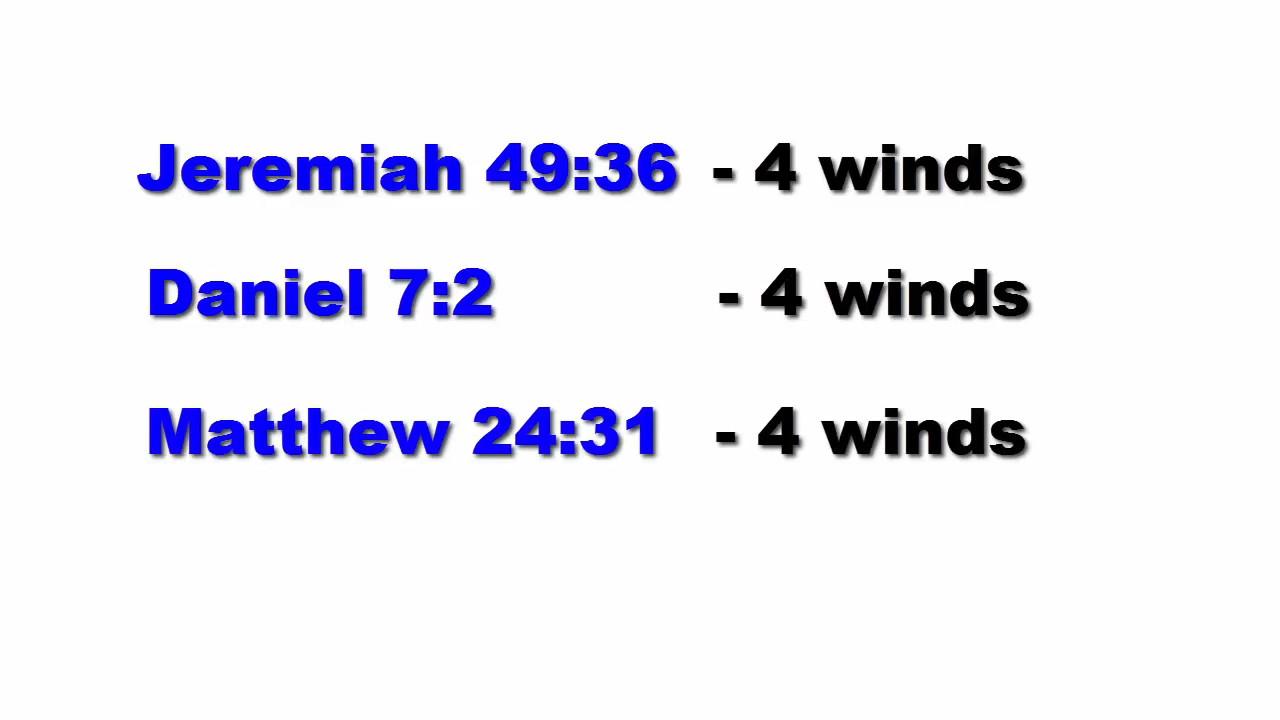 Jeremiah 49:36 - 4 winds
Daniel 7:2 - 4 winds
Matthew 24:31 - 4 winds